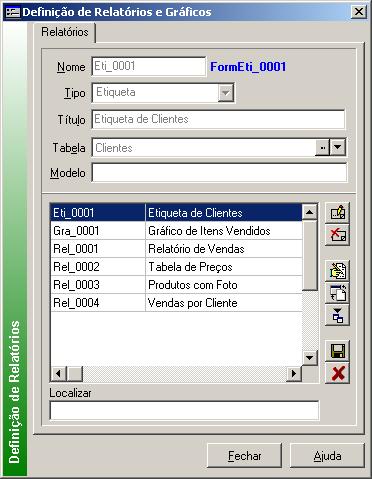 Definição de Relatórios e Gráficos
Relatórios
Nome Eti_0001 FormEti_0001
Tipo Etiqueta
Título Etiqueta de Clientes
Tabela Clientes ..
Modelo
Eti_0001 Etiqueta de Clientes
Gra_0001 Gráfico de Itens Vendidos
Rel_0001 Relatório de Vendas
Rel_0002 Tabela de Preços
Rel_0003 Produtos com Foto
Rel_0004 Vendas por Cliente
Localizar
Definição de Relatórios
Fechar Ajuda